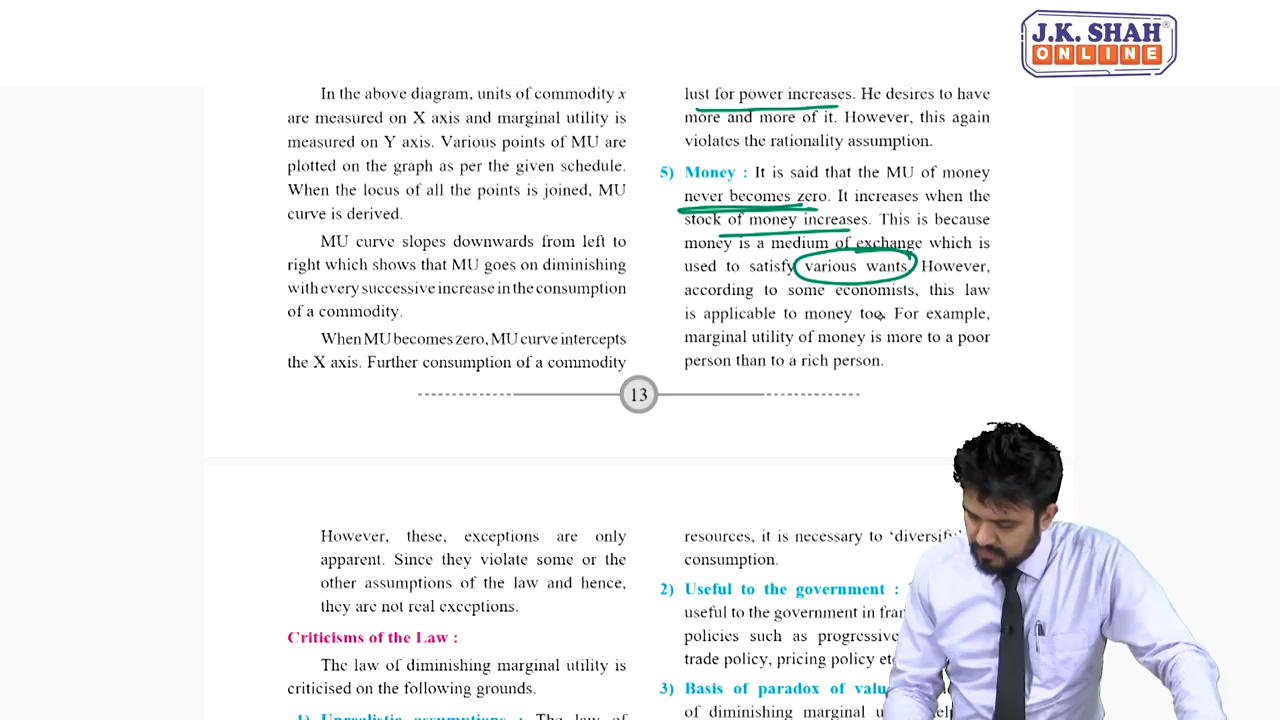 J.K. SHAH
ONLINE
In the above diagram, units of commodity x
are measured on X axis and marginal utility is
measured on Y axis. Various points of MU are
plotted on the graph as per the given schedule.
When the locus of all the points is joined, MU
curve is derived.
MU curve slopes downwards from left to
right which shows that MU goes on diminishing
with every successive increase in the consumption
of a commodity.
When MU becomes zero, MU curve intercepts
the X axis. Further consumption of a commodity
lust for power increases. He desires to have
more and more of it. However, this again
violates the rationality assumption.
5) Money : It is said that the MU of money
never becomes zero. It increases when the
stock of money increases. This is because
money is a medium of exchange which is
used to satisfy various wants. However,
according to some economists, this law
is applicable to money too. For example,
marginal utility of money is more to a poor
person than to a rich person.
13
However, these, exceptions are only
apparent. Since they violate some or the
other assumptions of the law and hence,
they are not real exceptions.
Criticisms of the Law :
The law of diminishing marginal utility is
criticised on the following grounds.
1) Unrealistic assumptions : The law of
resources, it is necessary to 'diversify'
consumption.
2) Useful to the government :
useful to the government in
policies such as progressive
trade policy, pricing policy
3) Basis of paradox of
of diminishing marginal